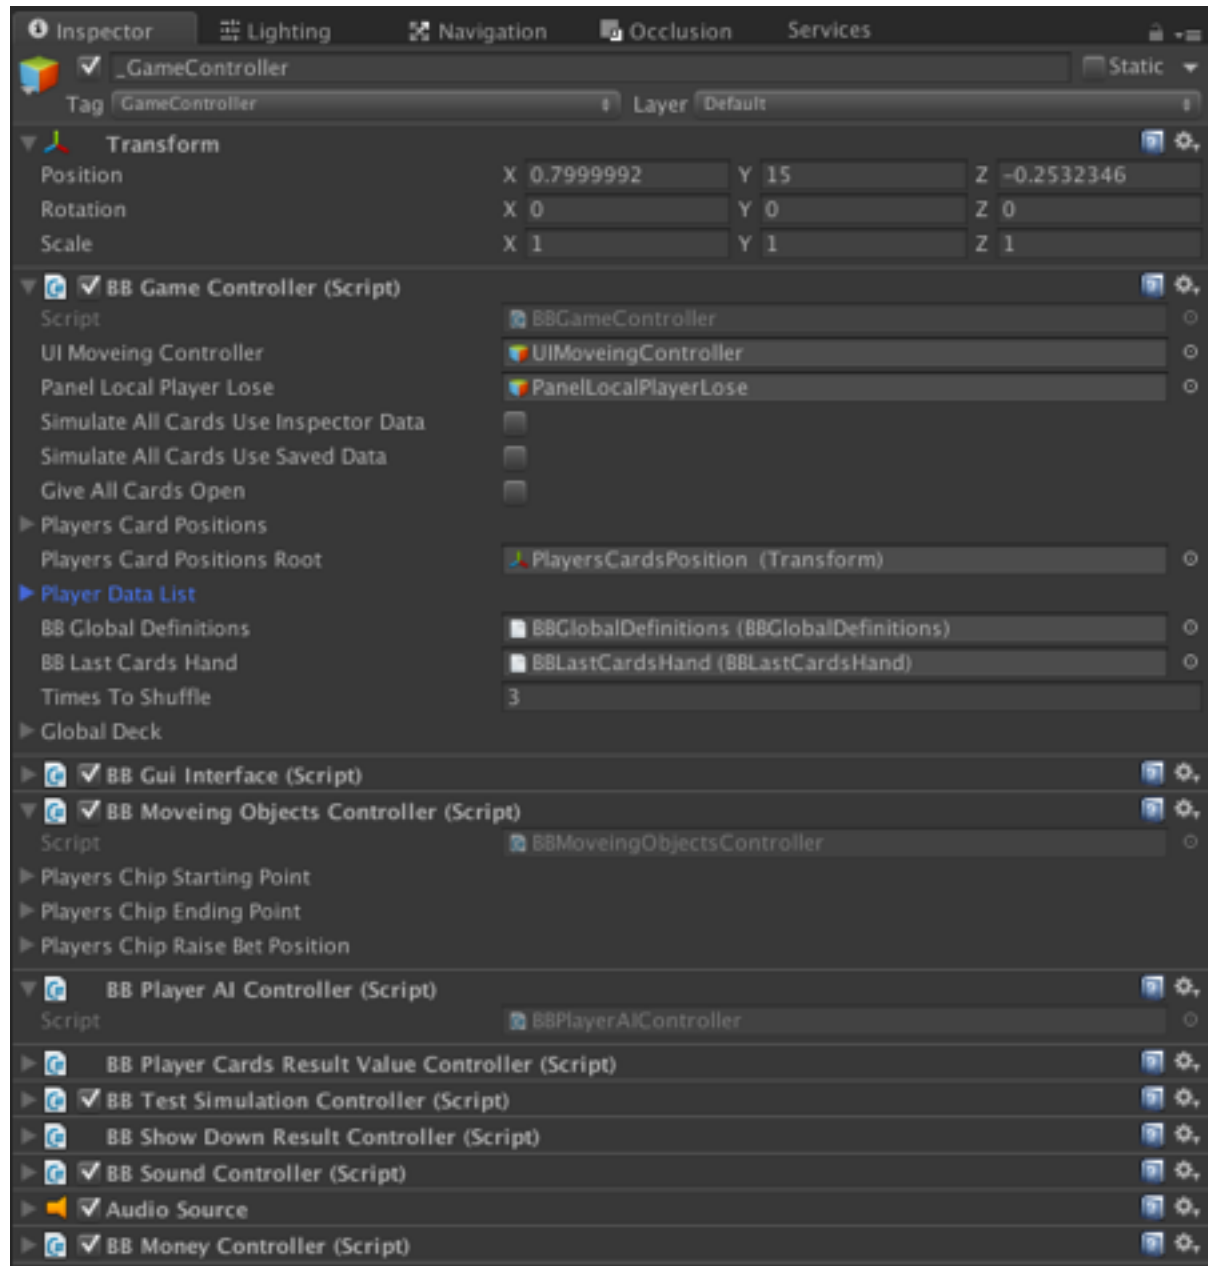 Inspector Lighting Navigation Occlusion Services
_GameController Static
Tag GameController Layer Default
Transform
Position X 0.7999992 Y 15 Z -0.2532346
Rotation X 0 Y 0 Z 0
Scale X 1 Y 1 Z 1
BB Game Controller (Script)
Script BBGameController
UI Moveing Controller UIMoveingController
Panel Local Player Lose PanelLocalPlayerLose
Simulate All Cards Use Inspector Data
Simulate All Cards Use Saved Data
Give All Cards Open
Players Card Positions
Players Card Positions Root PlayersCardsPosition (Transform)
Player Data List
BB Global Definitions BBGlobalDefinitions (BBGlobalDefinitions)
BB Last Cards Hand BBLastCardsHand (BBLastCardsHand)
Times To Shuffle 3
Global Deck
BB Gui Interface (Script)
BB Moveing Objects Controller (Script)
Script BBMoveingObjectsController
Players Chip Starting Point
Players Chip Ending Point
Players Chip Raise Bet Position
BB Player AI Controller (Script)
Script BBPlayerAIController
BB Player Cards Result Value Controller (Script)
BB Test Simulation Controller (Script)
BB Show Down Result Controller (Script)
BB Sound Controller (Script)
Audio Source
BB Money Controller (Script)